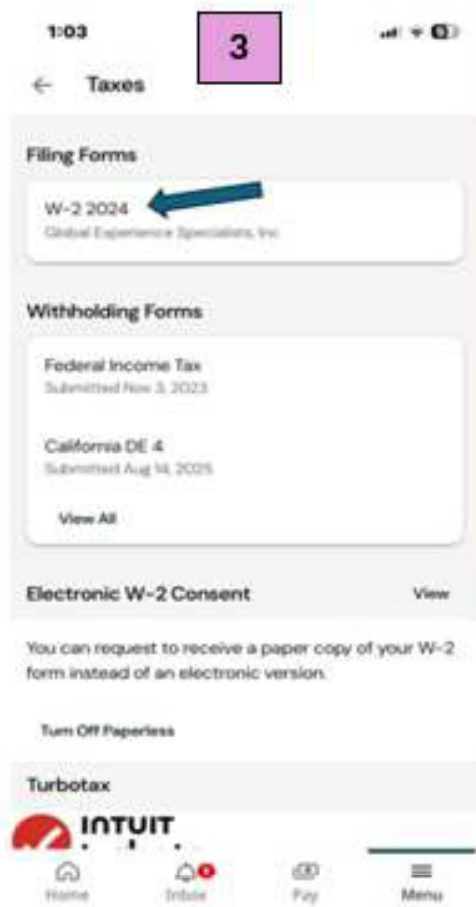 1:03
3
Taxes
Filing Forms
W-2 2024
Global Experience Specialists, Inc
Withholding Forms
Federal Income Tax
Submitted Nov 3, 2023
California DE 4
Submitted Aug 14, 2025
View All
Electronic W-2 Consent
View
You can request to receive a paper copy of your W-2
form instead of an electronic version.
Turn Off Paperless
Turbotax
INTUIT
Home
Inbox
Pay
Menu